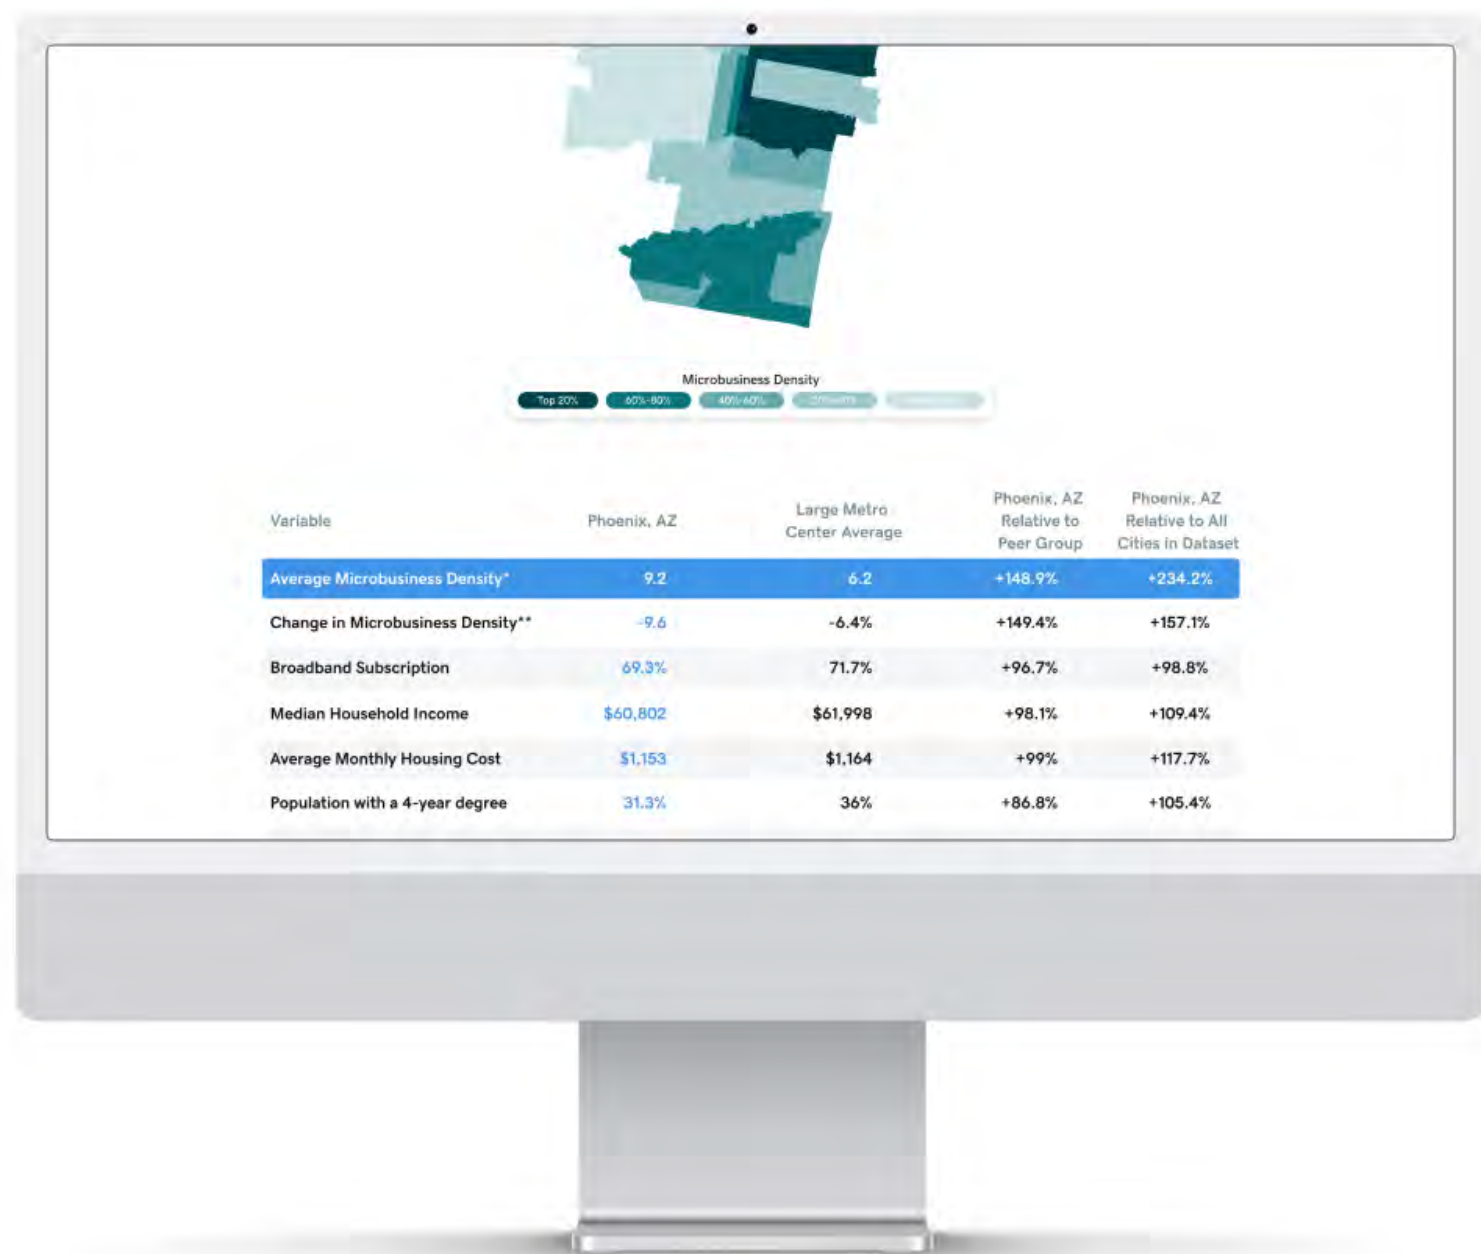 Microbusiness Density
Top 20% 60%-80% 40%-60%
Variable Phoenix, AZ Large Metro Center Average Phoenix, AZ Relative to Peer Group Phoenix, AZ Relative to All Cities in Dataset
Average Microbusiness Density* 9.2 6.2 +148.9% +234.2%
Change in Microbusiness Density** -9.6 -6.4% +149.4% +157.1%
Broadband Subscription 69.3% 71.7% +96.7% +98.8%
Median Household Income $60,802 $61,998 +98.1% +109.4%
Average Monthly Housing Cost $1,153 $1,164 +99% +117.7%
Population with a 4-year degree 31.3% 36% +86.8% +105.4%